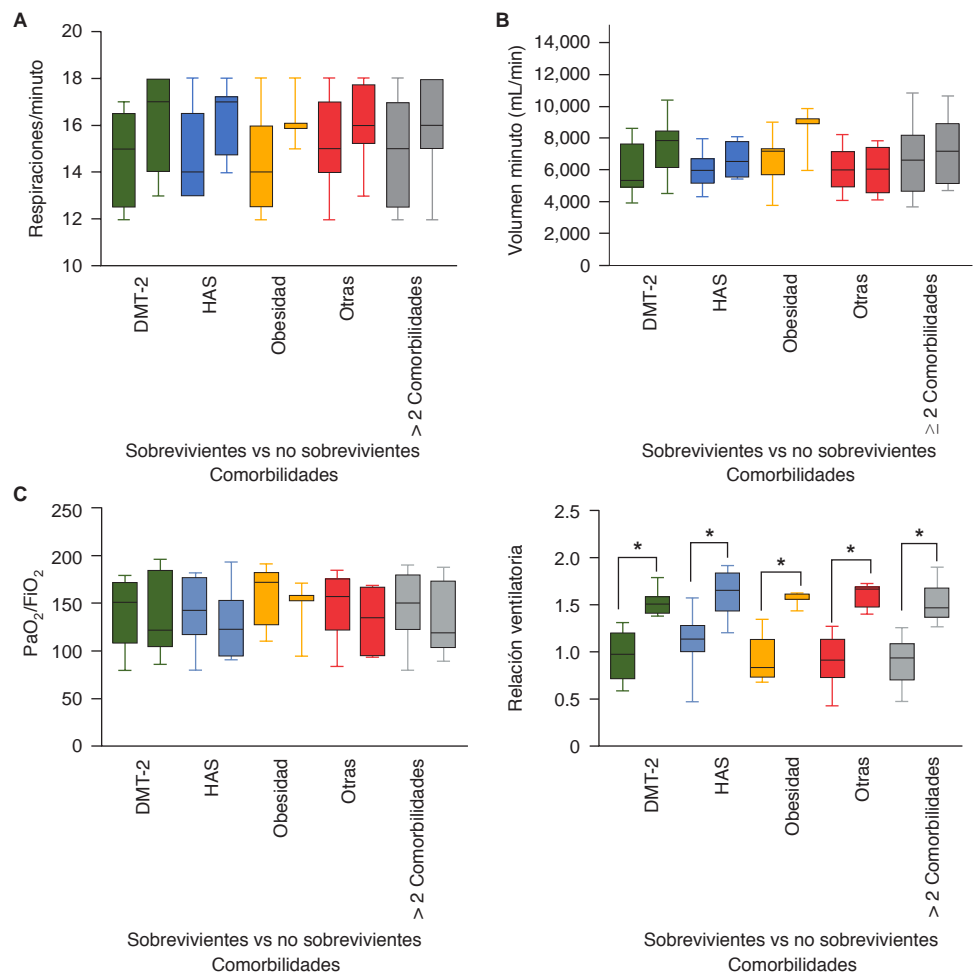 A
Respiraciones/minuto
20
18
16
14
12
10
DMT-2
HAS
Obesidad
Otras
> 2 Comorbilidades
Sobrevivientes vs no sobrevivientes
Comorbilidades
B
Volumen minuto (mL/min)
14,000
12,000
10,000
8,000
6,000
4,000
2,000
0
DMT-2
HAS
Obesidad
Otras
≥ 2 Comorbilidades
Sobrevivientes vs no sobrevivientes
Comorbilidades
C
PaO₂/FiO₂
250
200
150
100
50
0
DMT-2
HAS
Obesidad
Otras
> 2 Comorbilidades
Sobrevivientes vs no sobrevivientes
Comorbilidades
Relación ventilatoria
2.5
2.0
1.5
1.0
0.5
0
*
*
*
*
*
DMT-2
HAS
Obesidad
Otras
> 2 Comorbilidades
Sobrevivientes vs no sobrevivientes
Comorbilidades